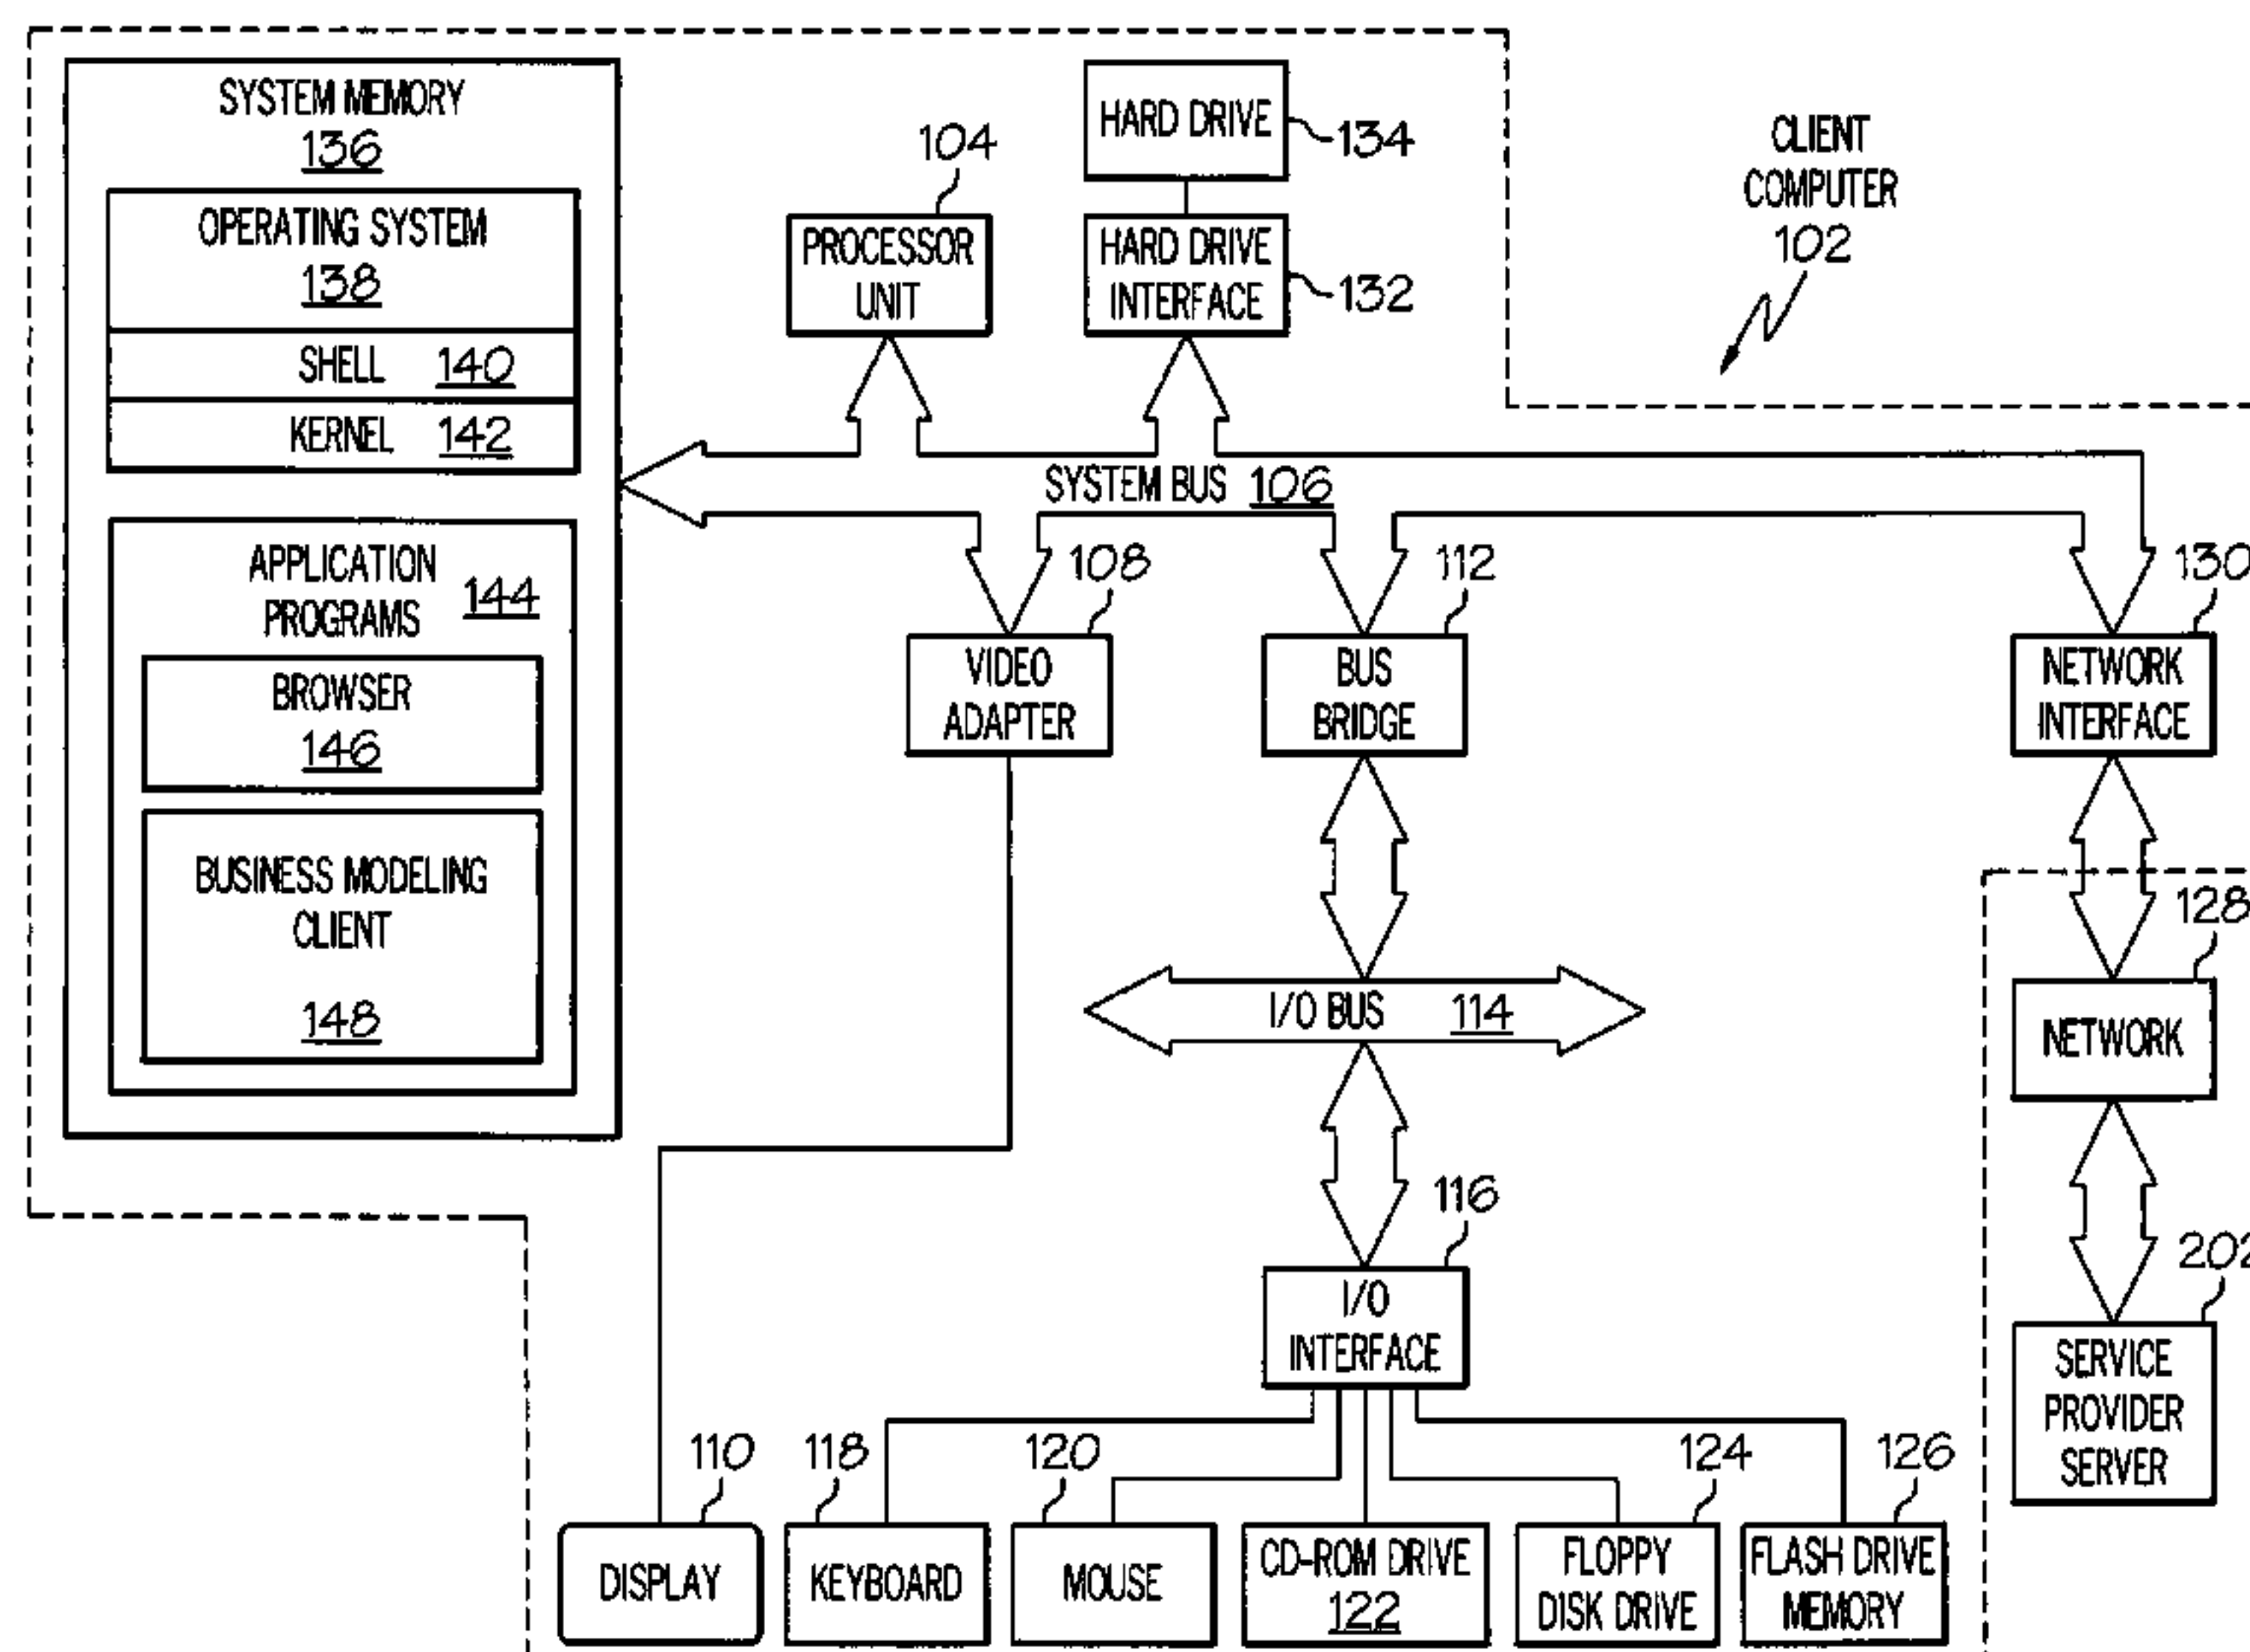 SYSTEM MEMORY
136
OPERATING SYSTEM
138
SHELL 140
KERNEL 142
APPLICATION
PROGRAMS
144
BROWSER
146
BUSINESS MODELING
CLIENT
148
104
PROCESSOR
UNIT
HARD DRIVE
134
HARD DRIVE
INTERFACE
132
CLIENT
COMPUTER
102
SYSTEM BUS 106
108
VIDEO
ADAPTER
112
BUS
BRIDGE
130
NETWORK
INTERFACE
I/O BUS 114
128
NETWORK
116
I/O
INTERFACE
202
SERVICE
PROVIDER
SERVER
110
DISPLAY
118
KEYBOARD
120
MOUSE
CD-ROM DRIVE
122
124
FLOPPY
DISK DRIVE
126
FLASH DRIVE
MEMORY